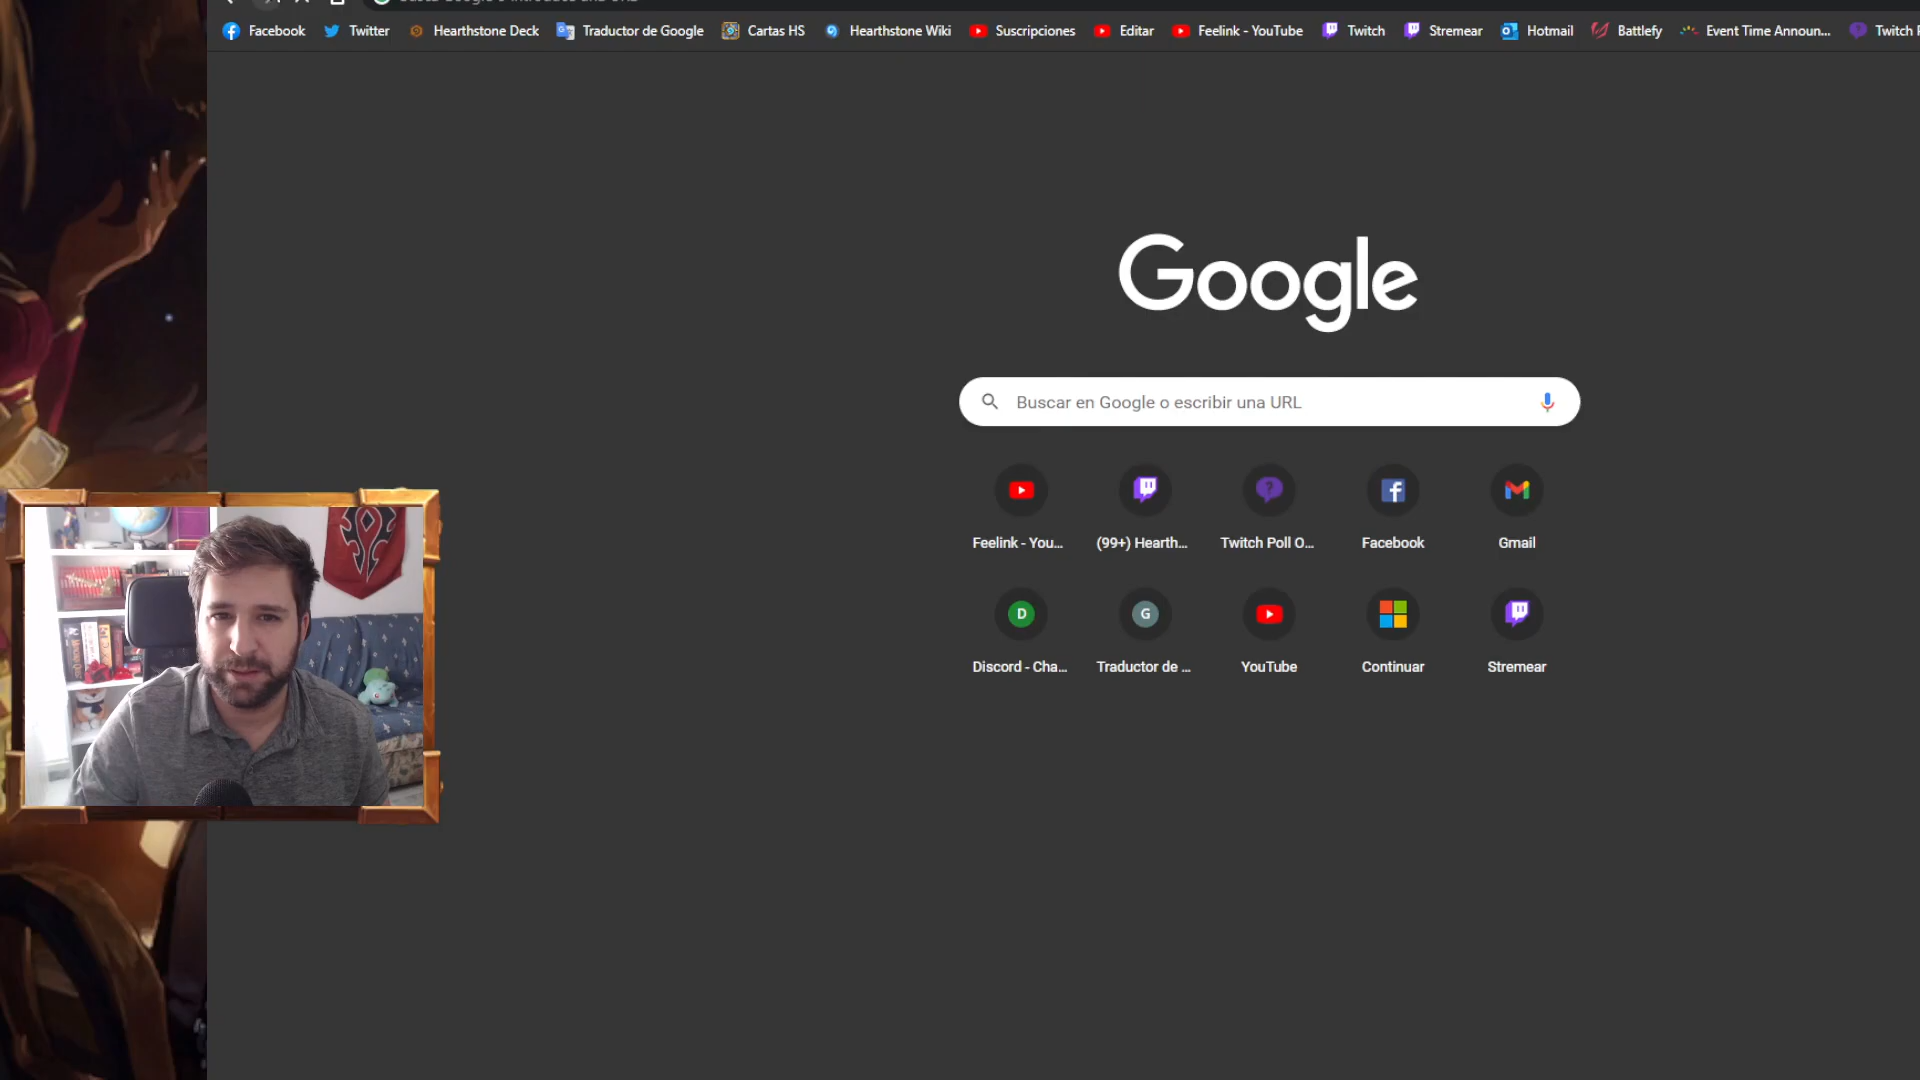 Facebook Twitter Hearthstone Deck Traductor de Google Cartas HS Hearthstone Wiki Suscripciones Editar Feelink - YouTube Twitch Stremear Hotmail Battlefy Event Time Announ... Twitch
Google
Buscar en Google o escribir una URL
Feelink - You... (99+) Hearth... Twitch Poll O... Facebook Gmail
D G
Discord - Cha... Traductor de ... YouTube Continuar Stremear